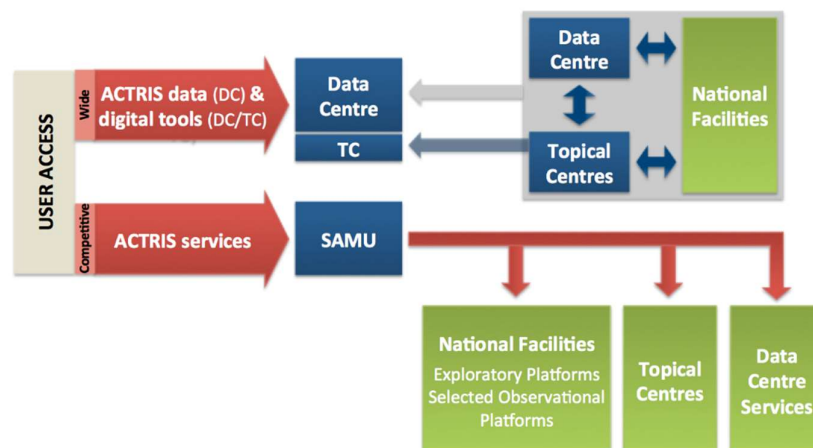 USER ACCESS
Wide
ACTRIS data (DC) &
digital tools (DC/TC)
Data
Centre
TC
Data
Centre
Topical
Centres
National
Facilities
Competitive
ACTRIS services
SAMU
National Facilities
Exploratory Platforms
Selected Observational
Platforms
Topical
Centres
Data
Centre
Services